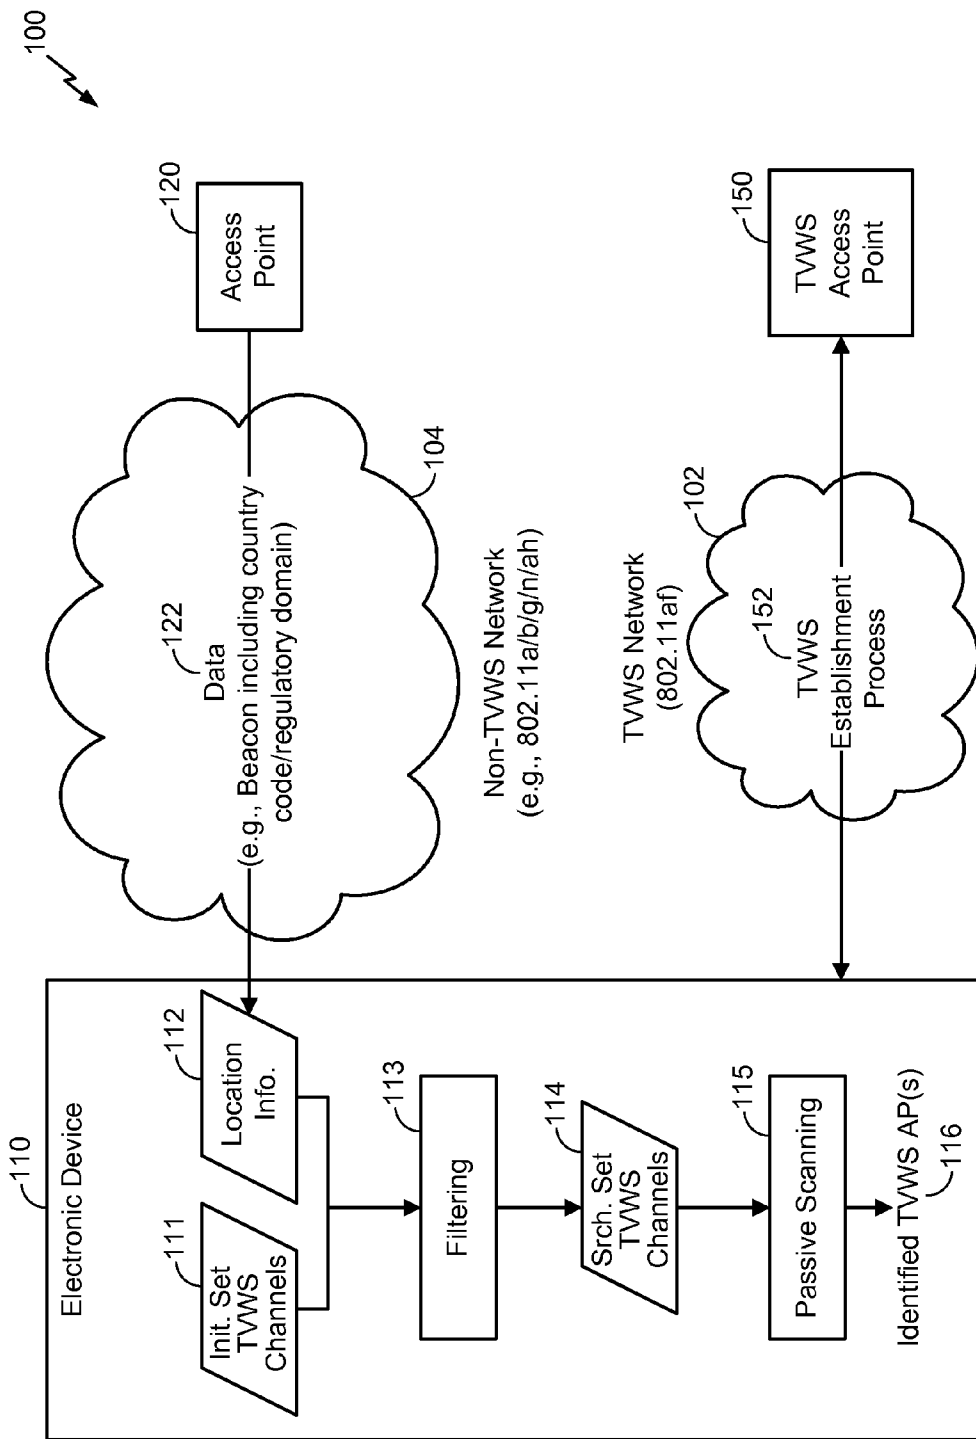 100
110
Electronic Device
111
Init. Set
TVWS
Channels
112
Location
Info.
113
Filtering
114
Srch. Set
TVWS
Channels
115
Passive Scanning
Identified TVWS AP(s)
116
122
Data
(e.g., Beacon including country
code/regulatory domain)
104
Non-TVWS Network
(e.g., 802.11a/b/g/n/ah)
120
Access
Point
TVWS Network
(802.11af)
102
152
TVWS
Establishment
Process
150
TVWS
Access
Point